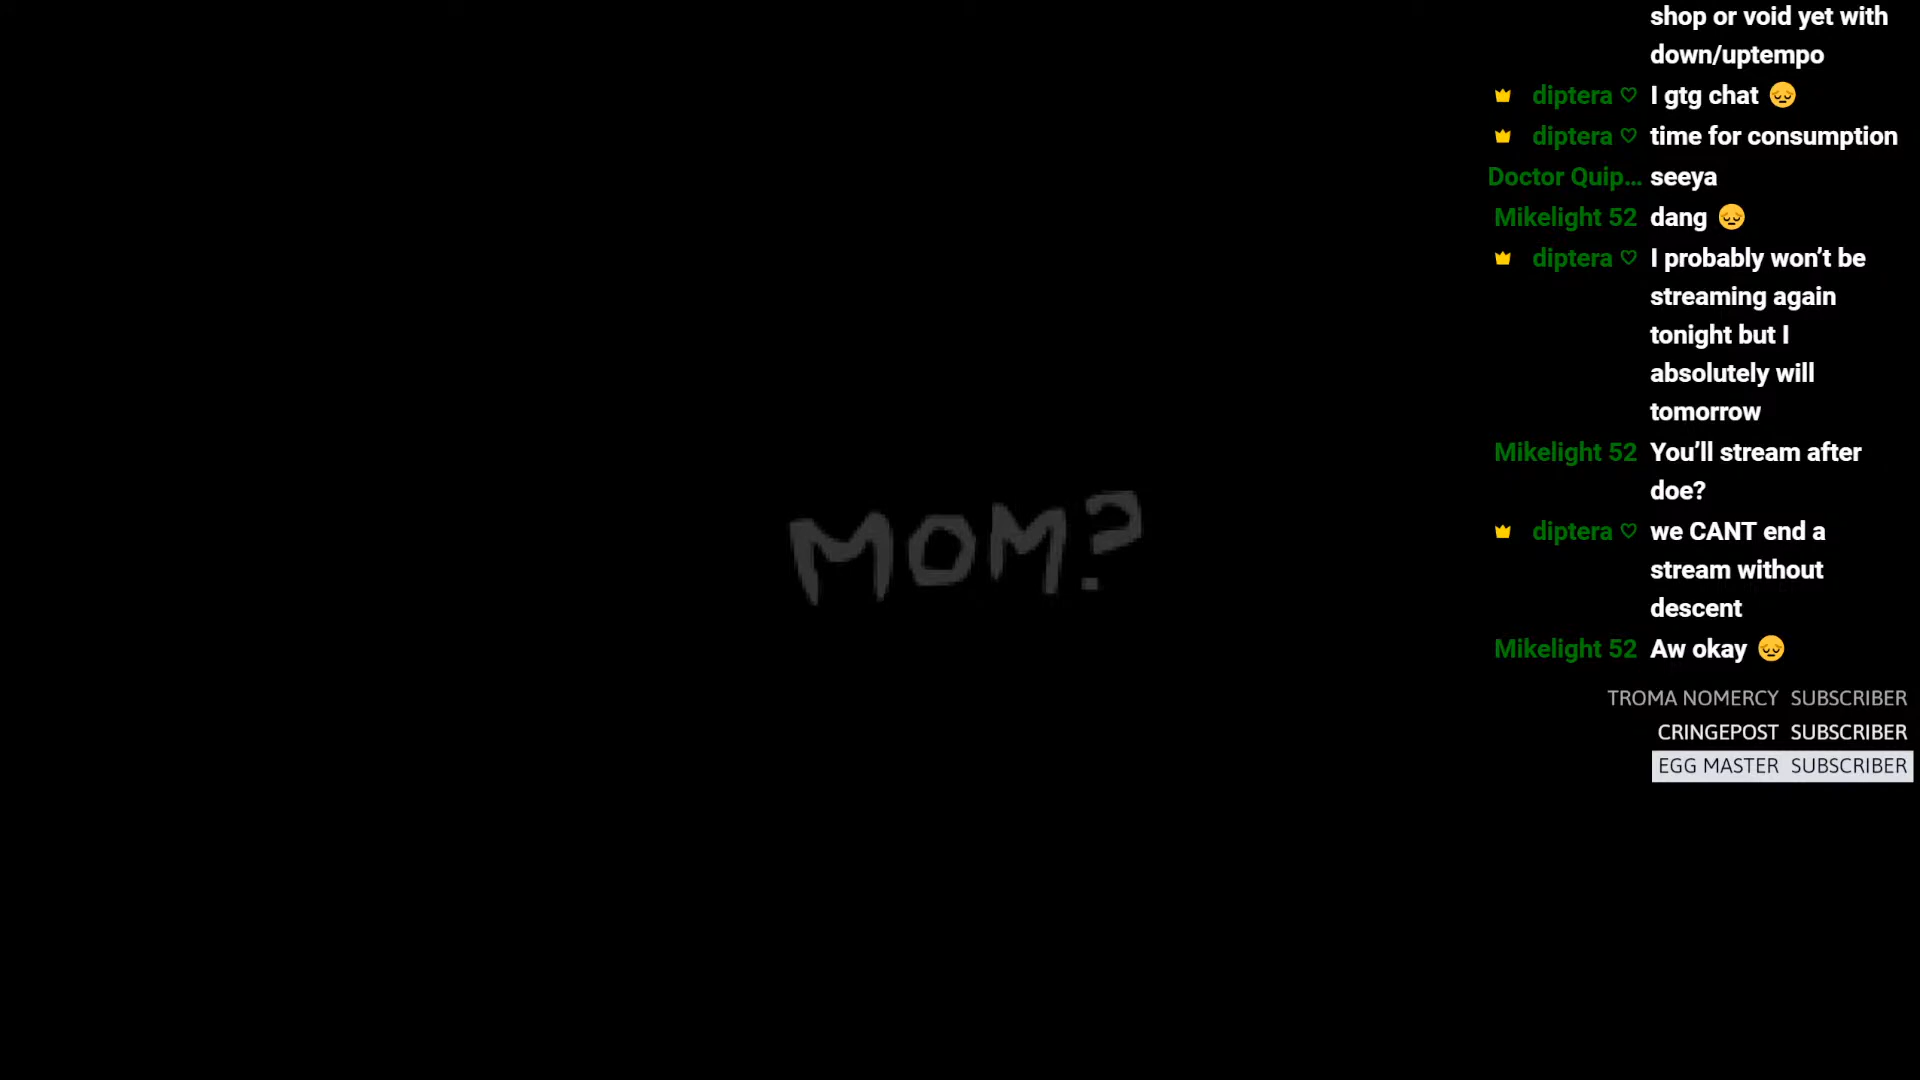 shop or void yet with
down/uptempo
diptera ♡ I gtg chat 😔
diptera ♡ time for consumption
Doctor Quip... seeya
Mikelight 52 dang 😔
diptera ♡ I probably won't be
streaming again
tonight but I
absolutely will
tomorrow
Mikelight 52 You'll stream after
doe?
diptera ♡ we CANT end a
stream without
descent
Mikelight 52 Aw okay 😔
MOM?
TROMA NOMERCY SUBSCRIBER
CRINGEPOST SUBSCRIBER
EGG MASTER SUBSCRIBER